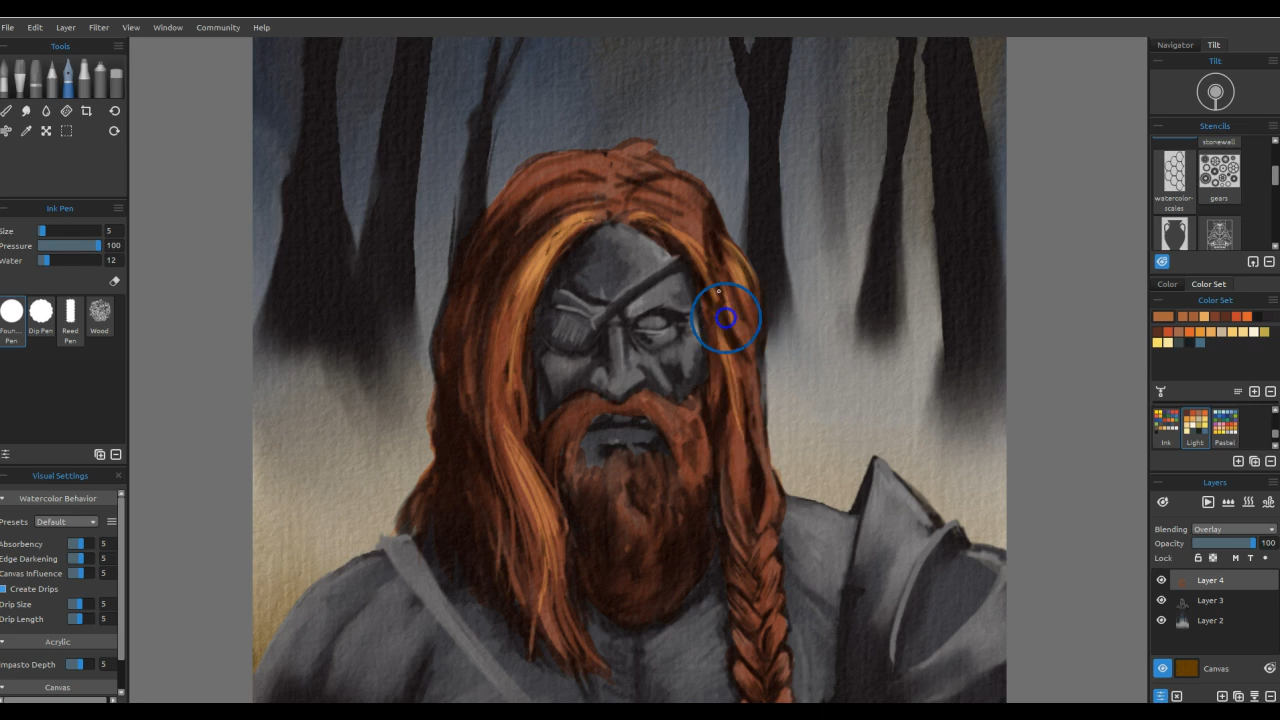 File Edit Layer Filter View Window Community Help
Tools
Ink Pen
Size 5
Pressure 100
Water 12
Foun... Pen
Dip Pen
Reed Pen
Wood
Visual Settings
Watercolor Behavior
Presets Default
Absorbency 5
Edge Darkening 5
Canvas Influence 5
Create Drips
Drip Size 5
Drip Length 5
Acrylic
Impasto Depth 5
Canvas
Navigator Tilt
Tilt
Stencils
stonewall
watercolor-scales
gears
Color Color Set
Color Set
Ink Light Pastel
Layers
Blending Overlay
Opacity 100
Lock M T
Layer 4
Layer 3
Layer 2
Canvas